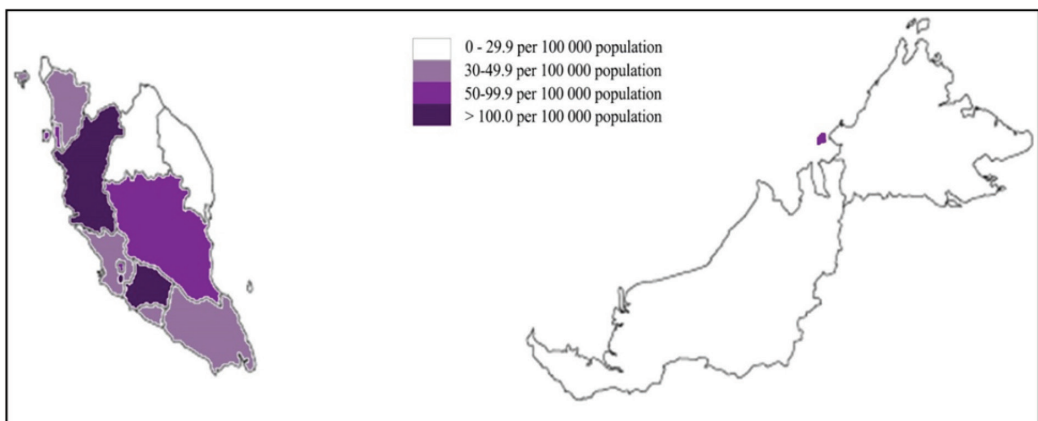 0 - 29.9 per 100 000 population
30-49.9 per 100 000 population
50-99.9 per 100 000 population
> 100.0 per 100 000 population